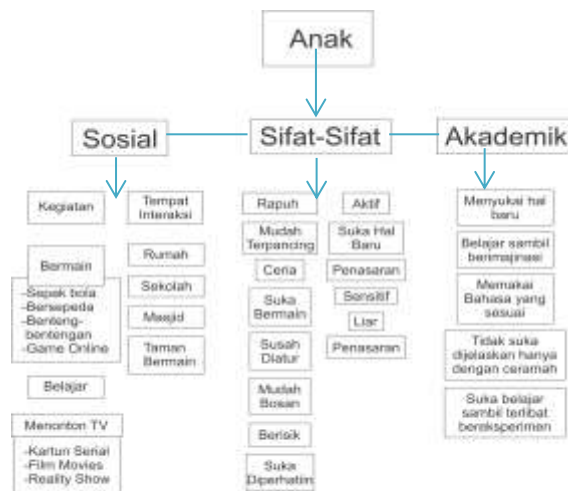 Anak
Sosial
Sifat-Sifat
Akademik
Kegiatan
Bermain
-Sepak bola
-Bersepeda
-Benteng-
bentengan
-Game Online
Belajar
Menonton TV
-Kartun Serial
-Film Movies
-Reality Show
Tempat
Interaksi
Rumah
Sekolah
Masjid
Taman
Bermain
Rapuh
Mudah
Terpancing
Ceria
Suka
Bermain
Susah
Diatur
Mudah
Bosan
Berisik
Suka
Diperhatim
Aktif
Suka Hal
Baru
Penasaran
Sensitif
Liar
Penasaran
Menyukai hal
baru
Belajar sambil
berimajinasi
Memakai
Bahasa yang
sesuai
Tidak suka
dijelaskan hanya
dengan ceramah
Suka belajar
sambil terlibat
bereksperimen